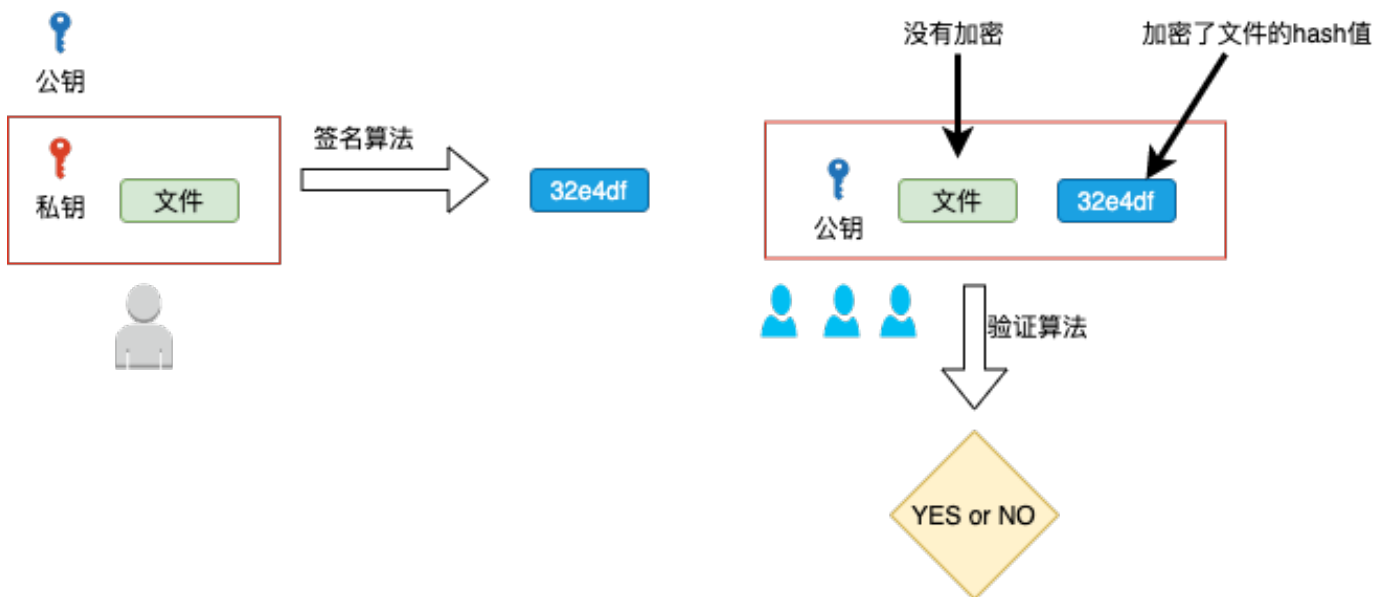 公钥
私钥
文件
签名算法
32e4df
没有加密
加密了文件的hash值
公钥
文件
32e4df
验证算法
YES or NO